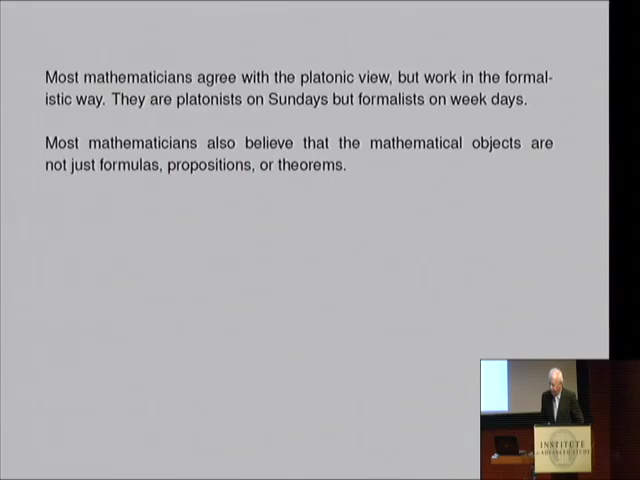 Most mathematicians agree with the platonic view, but work in the formal-
istic way. They are platonists on Sundays but formalists on week days.
Most mathematicians also believe that the mathematical objects are
not just formulas, propositions, or theorems.
INSTITUTE
ADVANCED STUDY